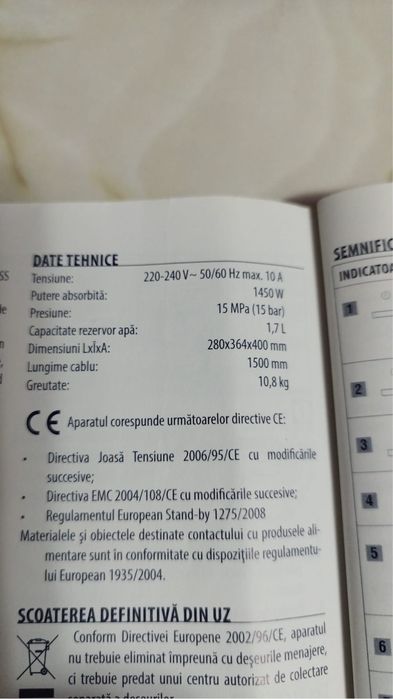 DATE TEHNICE
Tensiune: 220-240 V~ 50/60 Hz max. 10 A
Putere absorbită: 1450 W
Presiune: 15 MPa (15 bar)
Capacitate rezervor apă: 1,7 L
Dimensiuni LxlxA: 280x364x400 mm
Lungime cablu: 1500 mm
Greutate: 10,8 kg
CE Aparatul corespunde următoarelor directive CE:
• Directiva Joasă Tensiune 2006/95/CE cu modificările
succesive;
• Directiva EMC 2004/108/CE cu modificările succesive;
• Regulamentul European Stand-by 1275/2008
Materialele şi obiectele destinate contactului cu produsele ali-
mentare sunt în conformitate cu dispoziţiile regulamentu-
lui European 1935/2004.
SCOATEREA DEFINITIVĂ DIN UZ
Conform Directivei Europene 2002/96/CE, aparatul
nu trebuie eliminat împreună cu deşeurile menajere,
ci trebuie predat unui centru autorizat de colectare
SEMNIFIC
INDICATOA
1
2
3
4
5
6